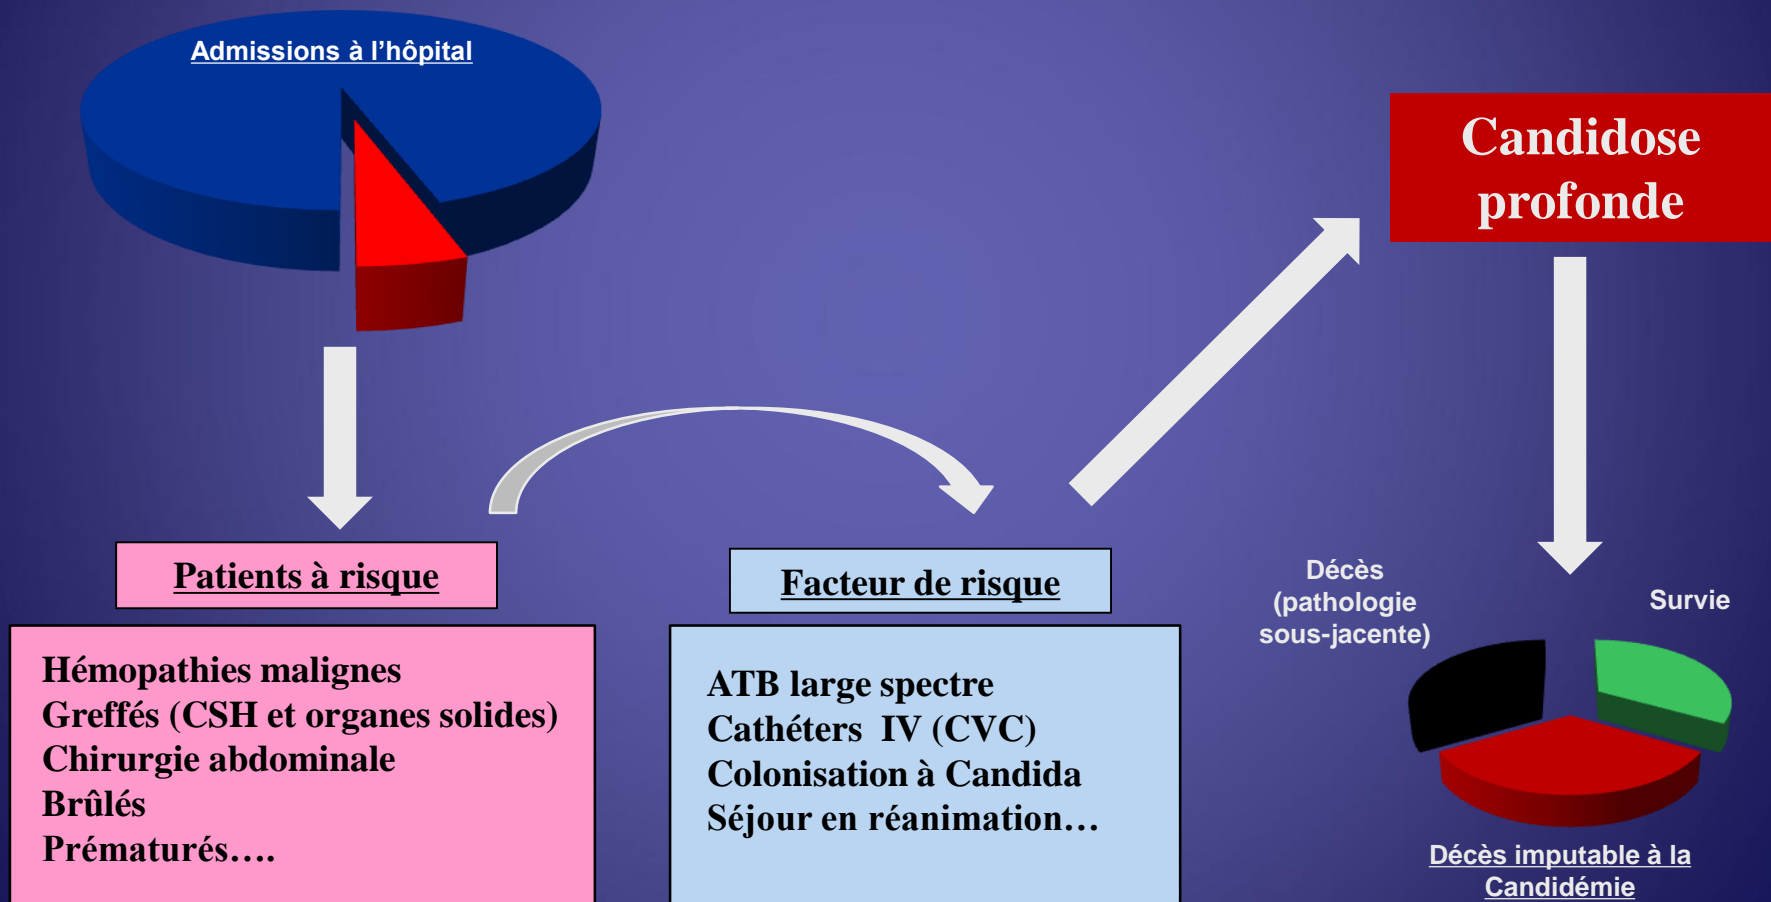 Admissions à l'hôpital
Candidose
profonde
Patients à risque
Hémopathies malignes
Greffés (CSH et organes solides)
Chirurgie abdominale
Brûlés
Prématurés….
Facteur de risque
ATB large spectre
Cathéters  IV (CVC)
Colonisation à Candida
Séjour en réanimation…
Décès
(pathologie
sous-jacente)
Survie
Décès imputable à la
Candidémie